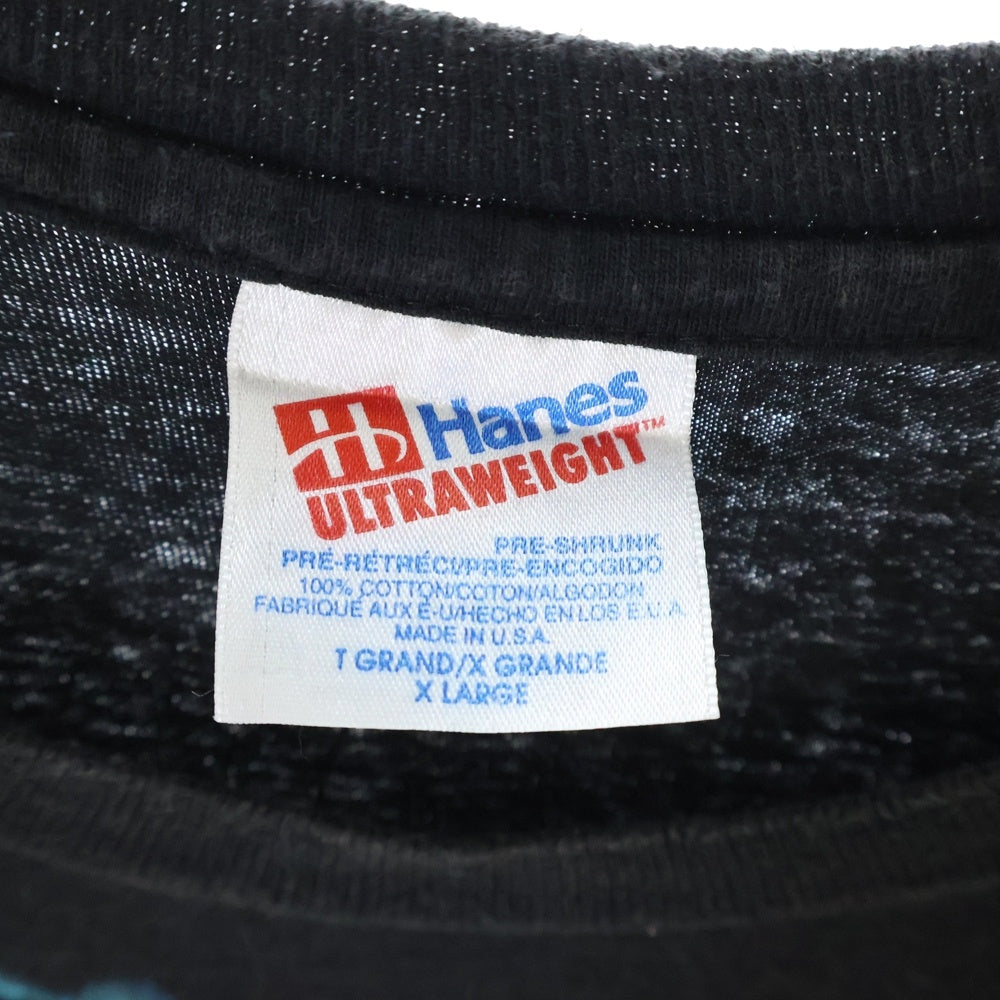 Hanes
ULTRAWEIGHT™
PRE-SHRUNK
PRÉ-RÉTRÉCI/PRE-ENCOGIDO
100% COTTON/COTON/ALGODON
FABRIQUÉ AUX É-U/HECHO EN LOS E.U.A.
MADE IN U.S.A.
T GRAND/X GRANDE
X LARGE